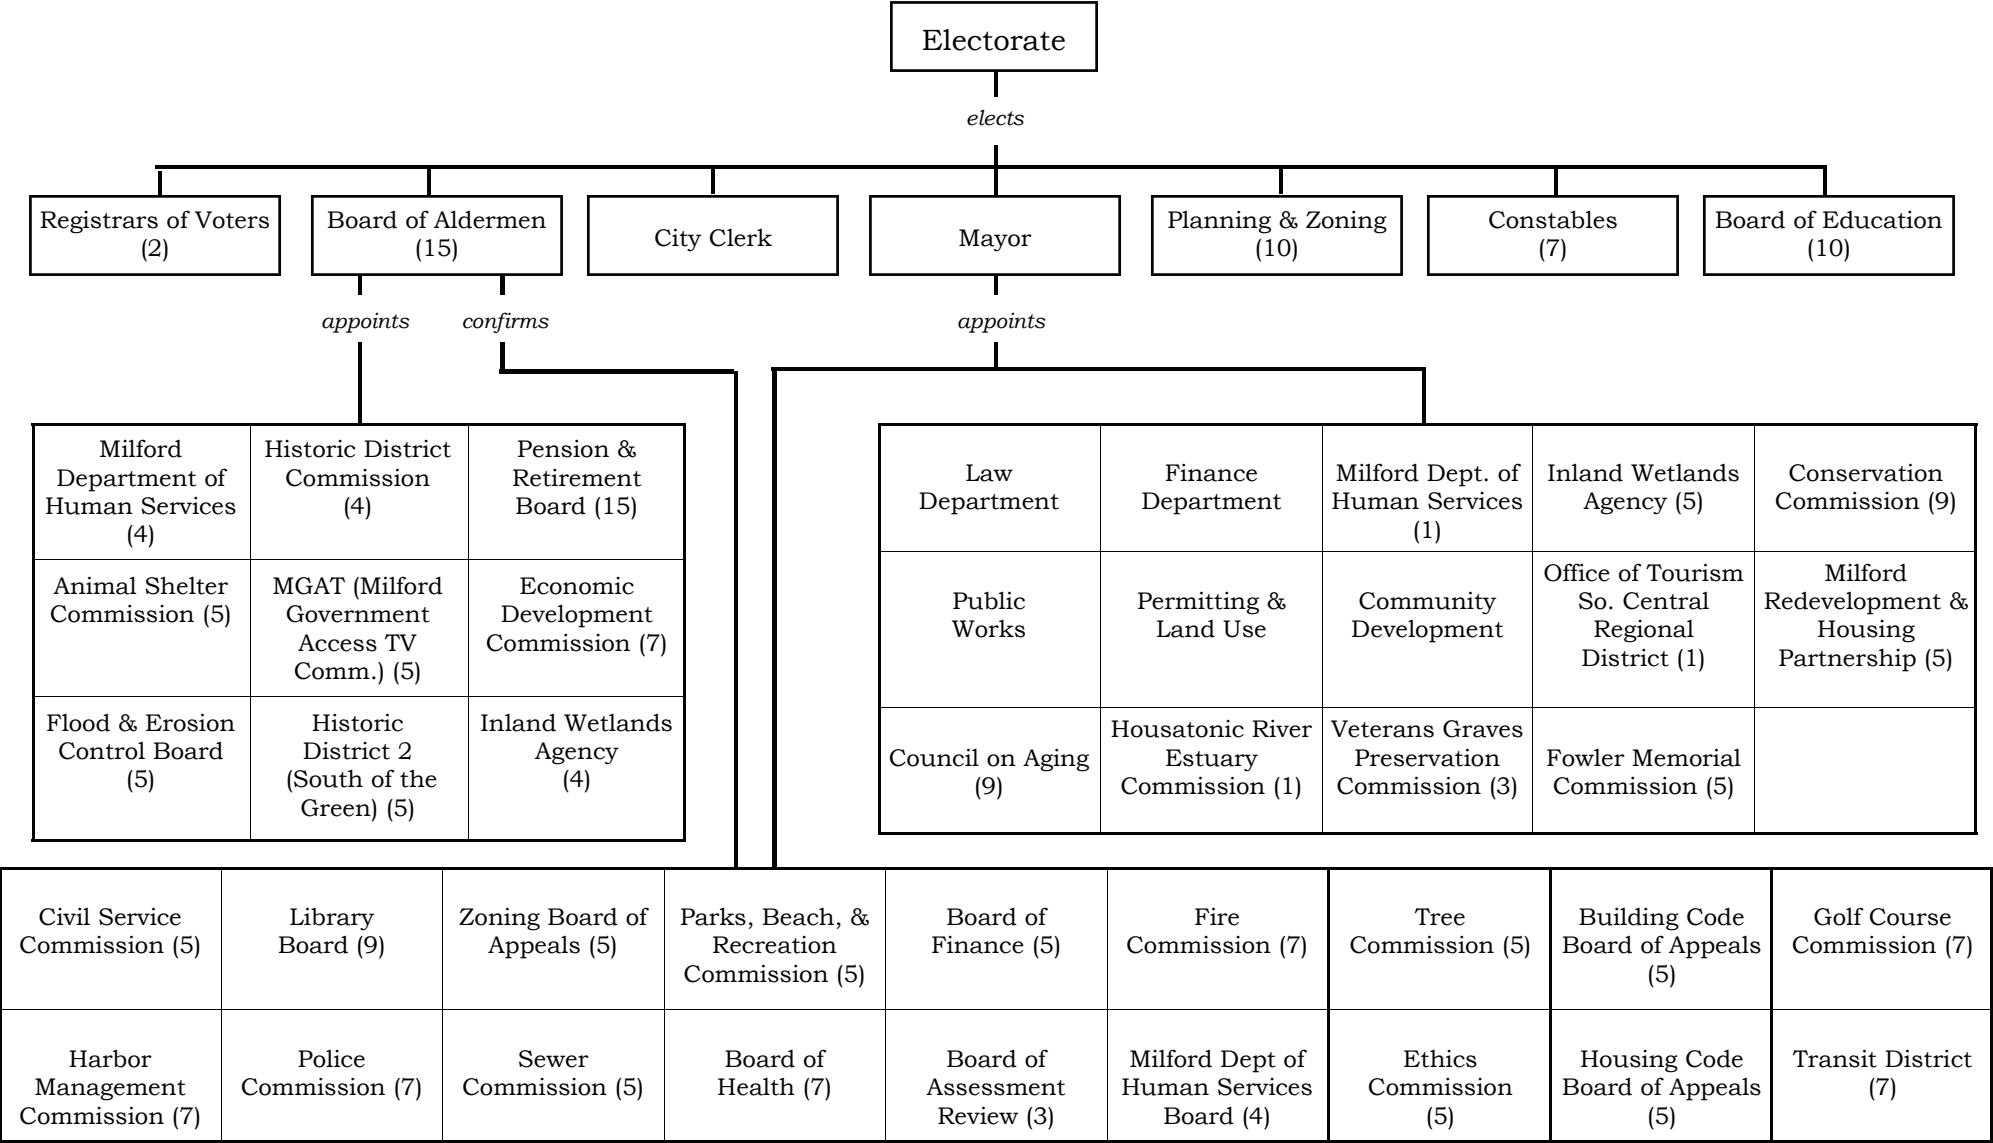 Electorate
elects
Registrars of Voters
(2)
Board of Aldermen
(15)
City Clerk
Mayor
Planning & Zoning
(10)
Constables
(7)
Board of Education
(10)
appoints
confirms
appoints
Milford
Department of
Human Services
(4)
Historic District
Commission
(4)
Pension &
Retirement
Board (15)
Animal Shelter
Commission (5)
MGAT (Milford
Government
Access TV
Comm.) (5)
Economic
Development
Commission (7)
Flood & Erosion
Control Board
(5)
Historic
District 2
(South of the
Green) (5)
Inland Wetlands
Agency
(4)
Law
Department
Finance
Department
Milford Dept. of
Human Services
(1)
Inland Wetlands
Agency (5)
Conservation
Commission (9)
Public
Works
Permitting &
Land Use
Community
Development
Office of Tourism
So. Central
Regional
District (1)
Milford
Redevelopment &
Housing
Partnership (5)
Council on Aging
(9)
Housatonic River
Estuary
Commission (1)
Veterans Graves
Preservation
Commission (3)
Fowler Memorial
Commission (5)
Civil Service
Commission (5)
Library
Board (9)
Zoning Board of
Appeals (5)
Parks, Beach, &
Recreation
Commission (5)
Board of
Finance (5)
Fire
Commission (7)
Tree
Commission (5)
Building Code
Board of Appeals
(5)
Golf Course
Commission (7)
Harbor
Management
Commission (7)
Police
Commission (7)
Sewer
Commission (5)
Board of
Health (7)
Board of
Assessment
Review (3)
Milford Dept of
Human Services
Board (4)
Ethics
Commission
(5)
Housing Code
Board of Appeals
(5)
Transit District
(7)